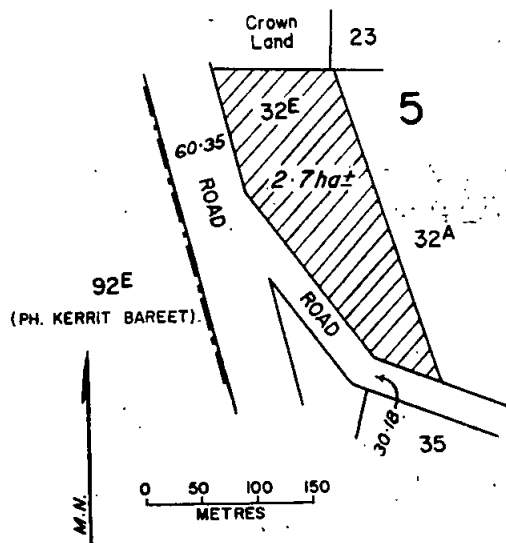 Crown
Land
23
32E
5
60·35
ROAD
2·7ha±
32A
92E
(PH. KERRIT BAREET)
ROAD
30·18
35
M.N.
0 50 100 150
METRES